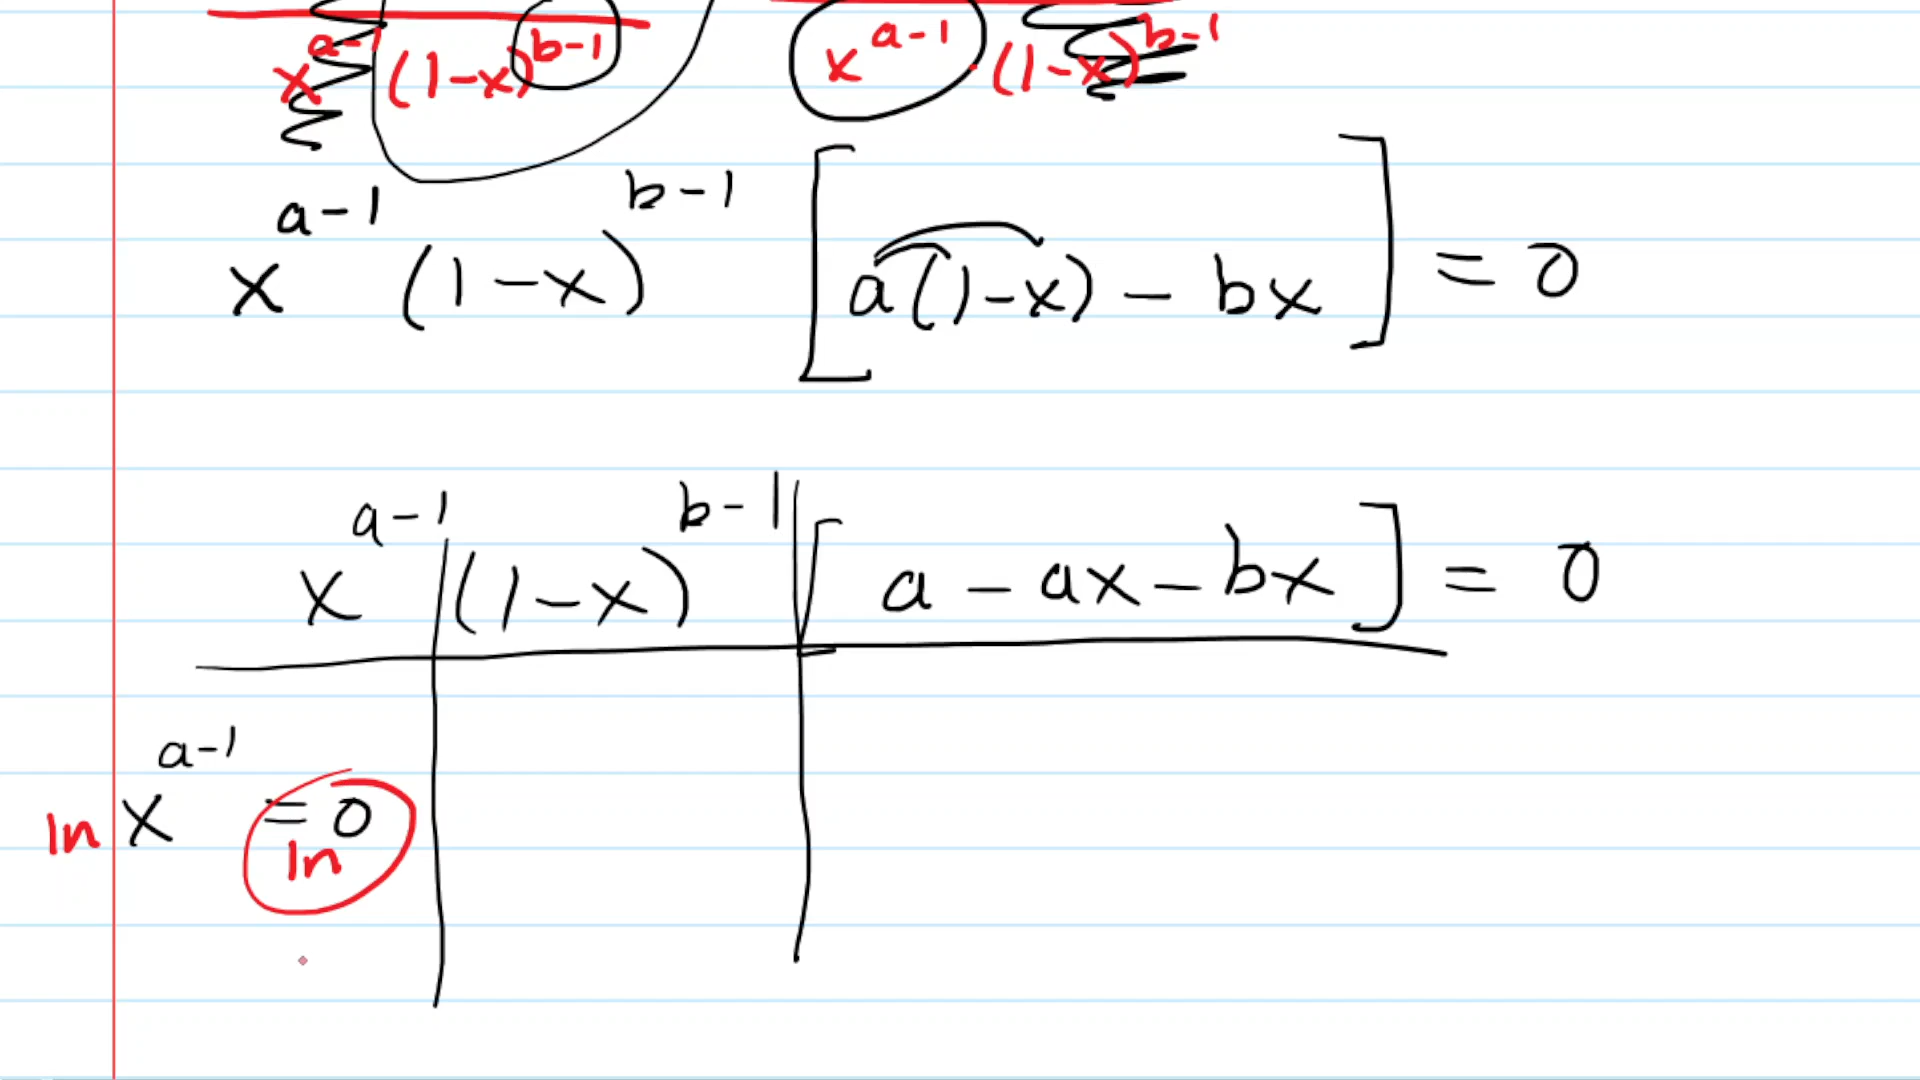 x^{a-1} (1-x)^{b-1} x^{a-1} · (1-x)^{b-1}
x^{a-1} (1-x)^{b-1} [a(1-x) - bx] = 0
x^{a-1} (1-x)^{b-1} [a - ax - bx] = 0
ln x^{a-1} = 0
ln